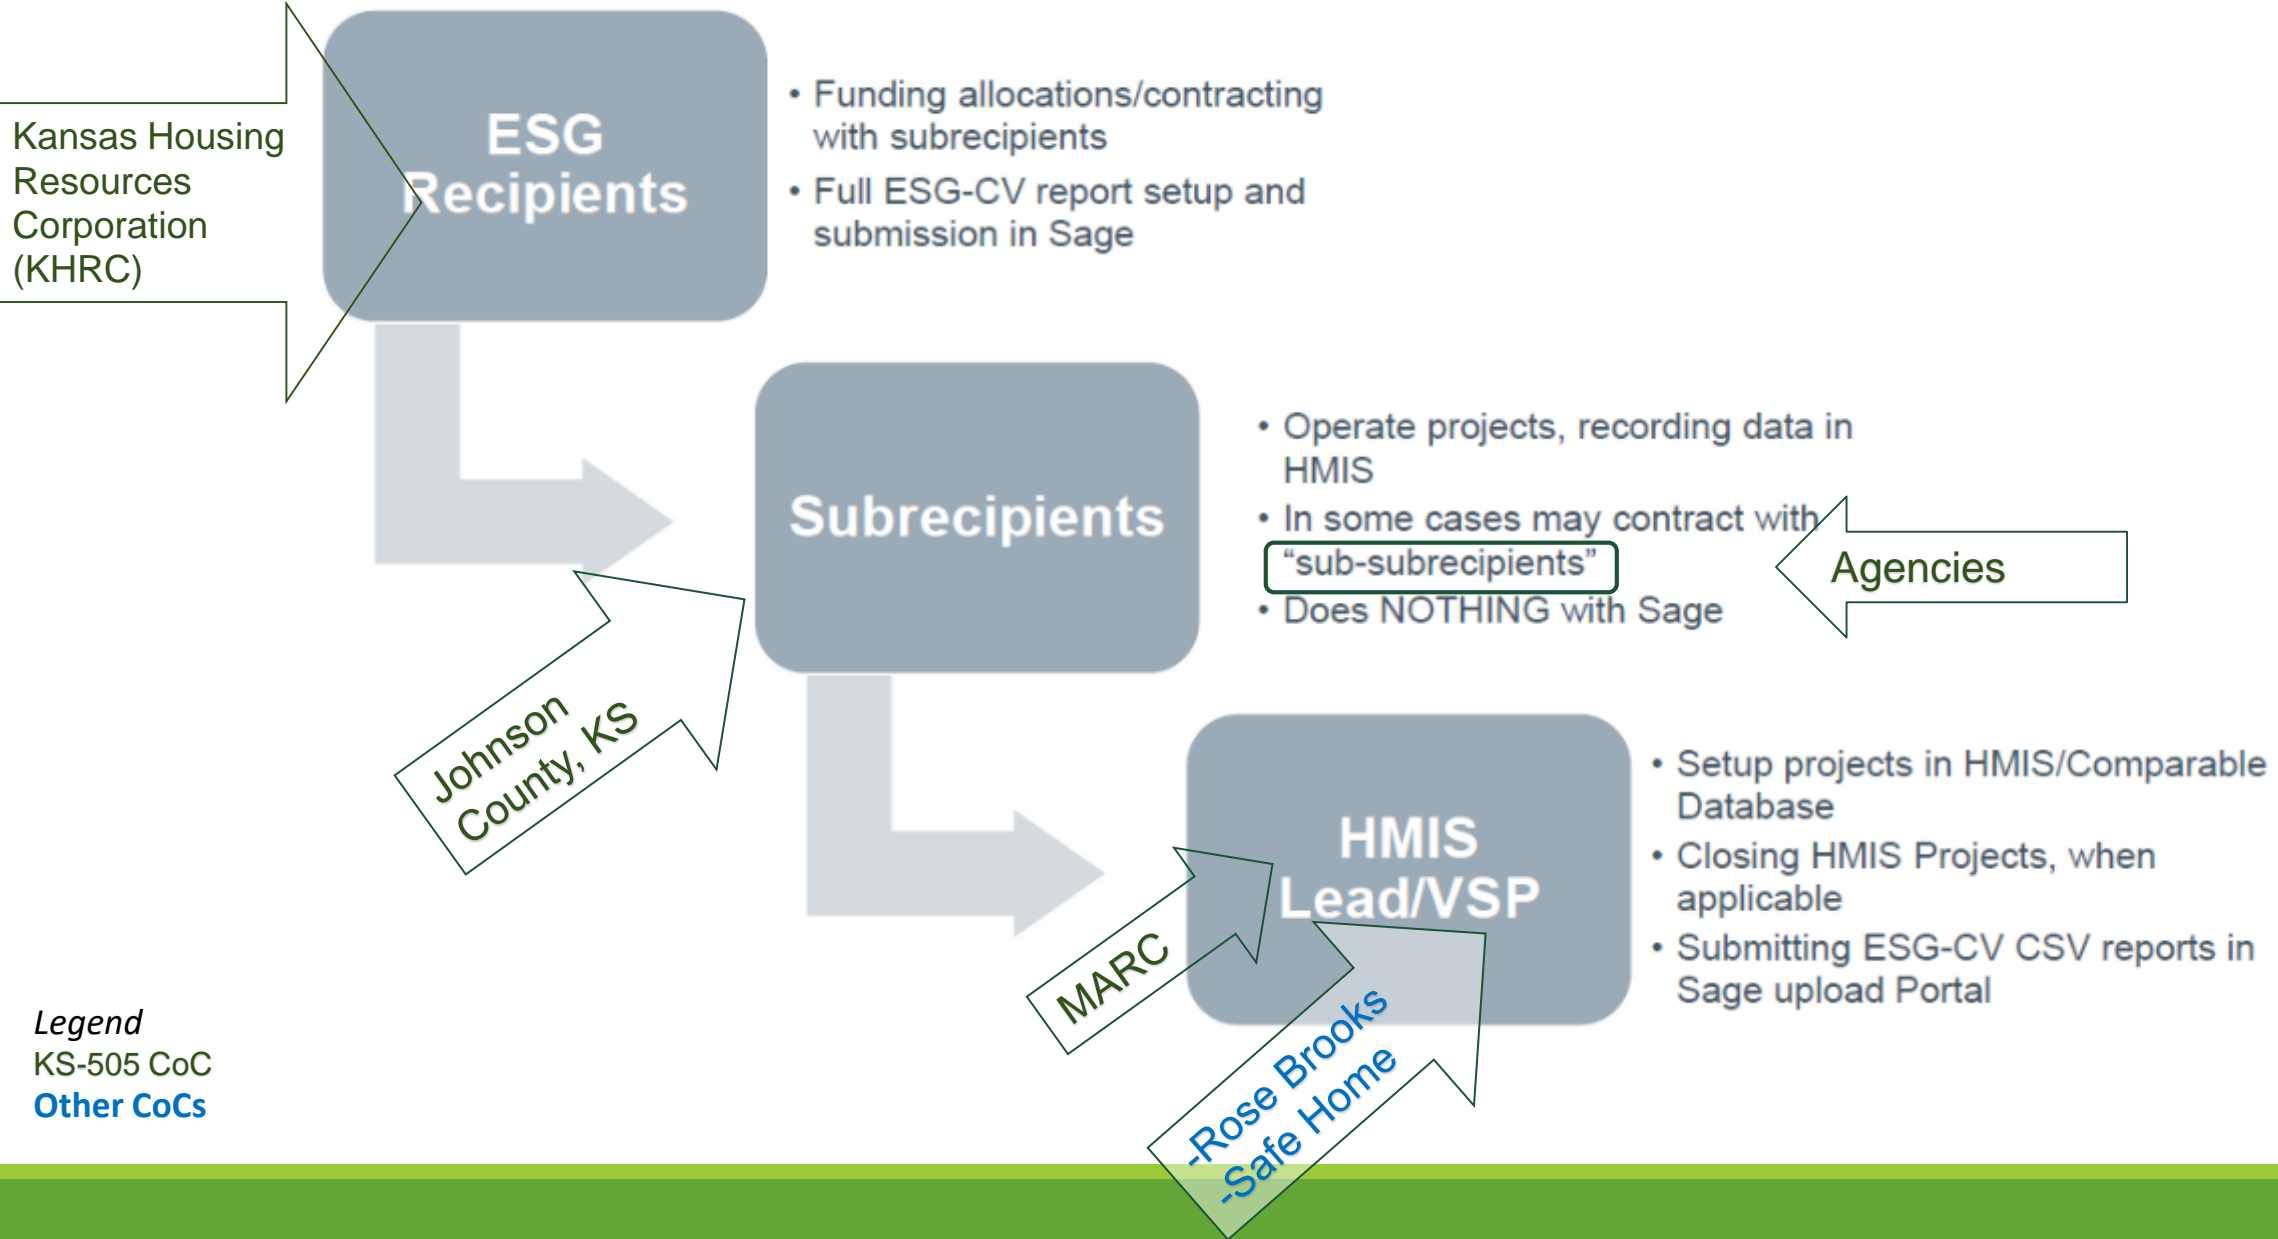 Kansas Housing
Resources
Corporation
(KHRC)
ESG
Recipients
• Funding allocations/contracting
with subrecipients
• Full ESG-CV report setup and
submission in Sage
Subrecipients
• Operate projects, recording data in
HMIS
• In some cases may contract with
“sub-subrecipients”
• Does NOTHING with Sage
Agencies
Johnson
County, KS
HMIS
Lead/VSP
• Setup projects in HMIS/Comparable
Database
• Closing HMIS Projects, when
applicable
• Submitting ESG-CV CSV reports in
Sage upload Portal
MARC
-Rose Brooks
-Safe Home
Legend
KS-505 CoC
Other CoCs